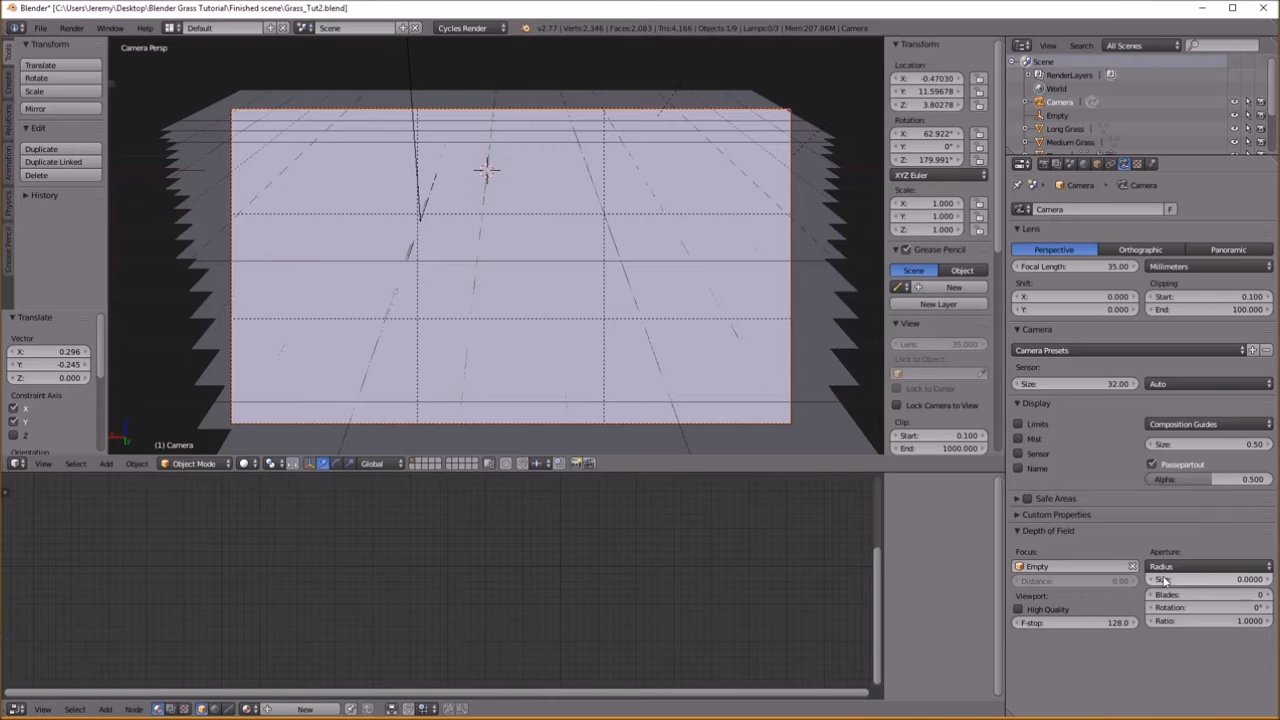 Blender* [C:\Users\Jeremy\Desktop\Blender Grass Tutorial\Finished scene\Grass_Tut2.blend]
File Render Window Help Default Scene Cycles Render v2.77 | Verts:2,346 | Faces:2,083 | Tris:4,166 | Objects:1/9 | Lamps:0/3 | Mem:207.86M | Camera
View Search All Scenes
Transform
Translate
Rotate
Scale
Mirror
Edit
Duplicate
Duplicate Linked
Delete
History
Tools
Create
Relations
Animation
Physics
Grease Pencil
Translate
Vector
X: 0.296
Y: -0.245
Z: 0.000
Constraint Axis
X
Y
Z
Orientation
Camera Persp
(1) Camera
View Select Add Object Object Mode Global
Transform
Location:
X: -0.47030
Y: 11.59678
Z: 3.80278
Rotation:
X: 62.922°
Y: 0°
Z: 179.991°
XYZ Euler
Scale:
X: 1.000
Y: 1.000
Z: 1.000
Grease Pencil
Scene Object
New
New Layer
View
Lens: 35.000
Lock to Object:
Lock to Cursor
Lock Camera to View
Clip:
Start: 0.100
End: 1000.000
Scene
RenderLayers
World
Camera
Empty
Long Grass
Medium Grass
Camera Camera
Camera F
Lens
Perspective Orthographic Panoramic
Focal Length: 35.00 Millimeters
Shift: Clipping:
X: 0.000 Start: 0.100
Y: 0.000 End: 100.000
Camera
Camera Presets
Sensor:
Size: 32.00 Auto
Display
Limits Composition Guides
Mist Size: 0.50
Sensor Passepartout
Name Alpha: 0.500
Safe Areas
Custom Properties
Depth of Field
Focus: Aperture:
Empty Radius
Distance: 0.00 Size: 0.0000
Viewport: Blades: 0
High Quality Rotation: 0°
F-stop: 128.0 Ratio: 1.0000
View Select Add Node New